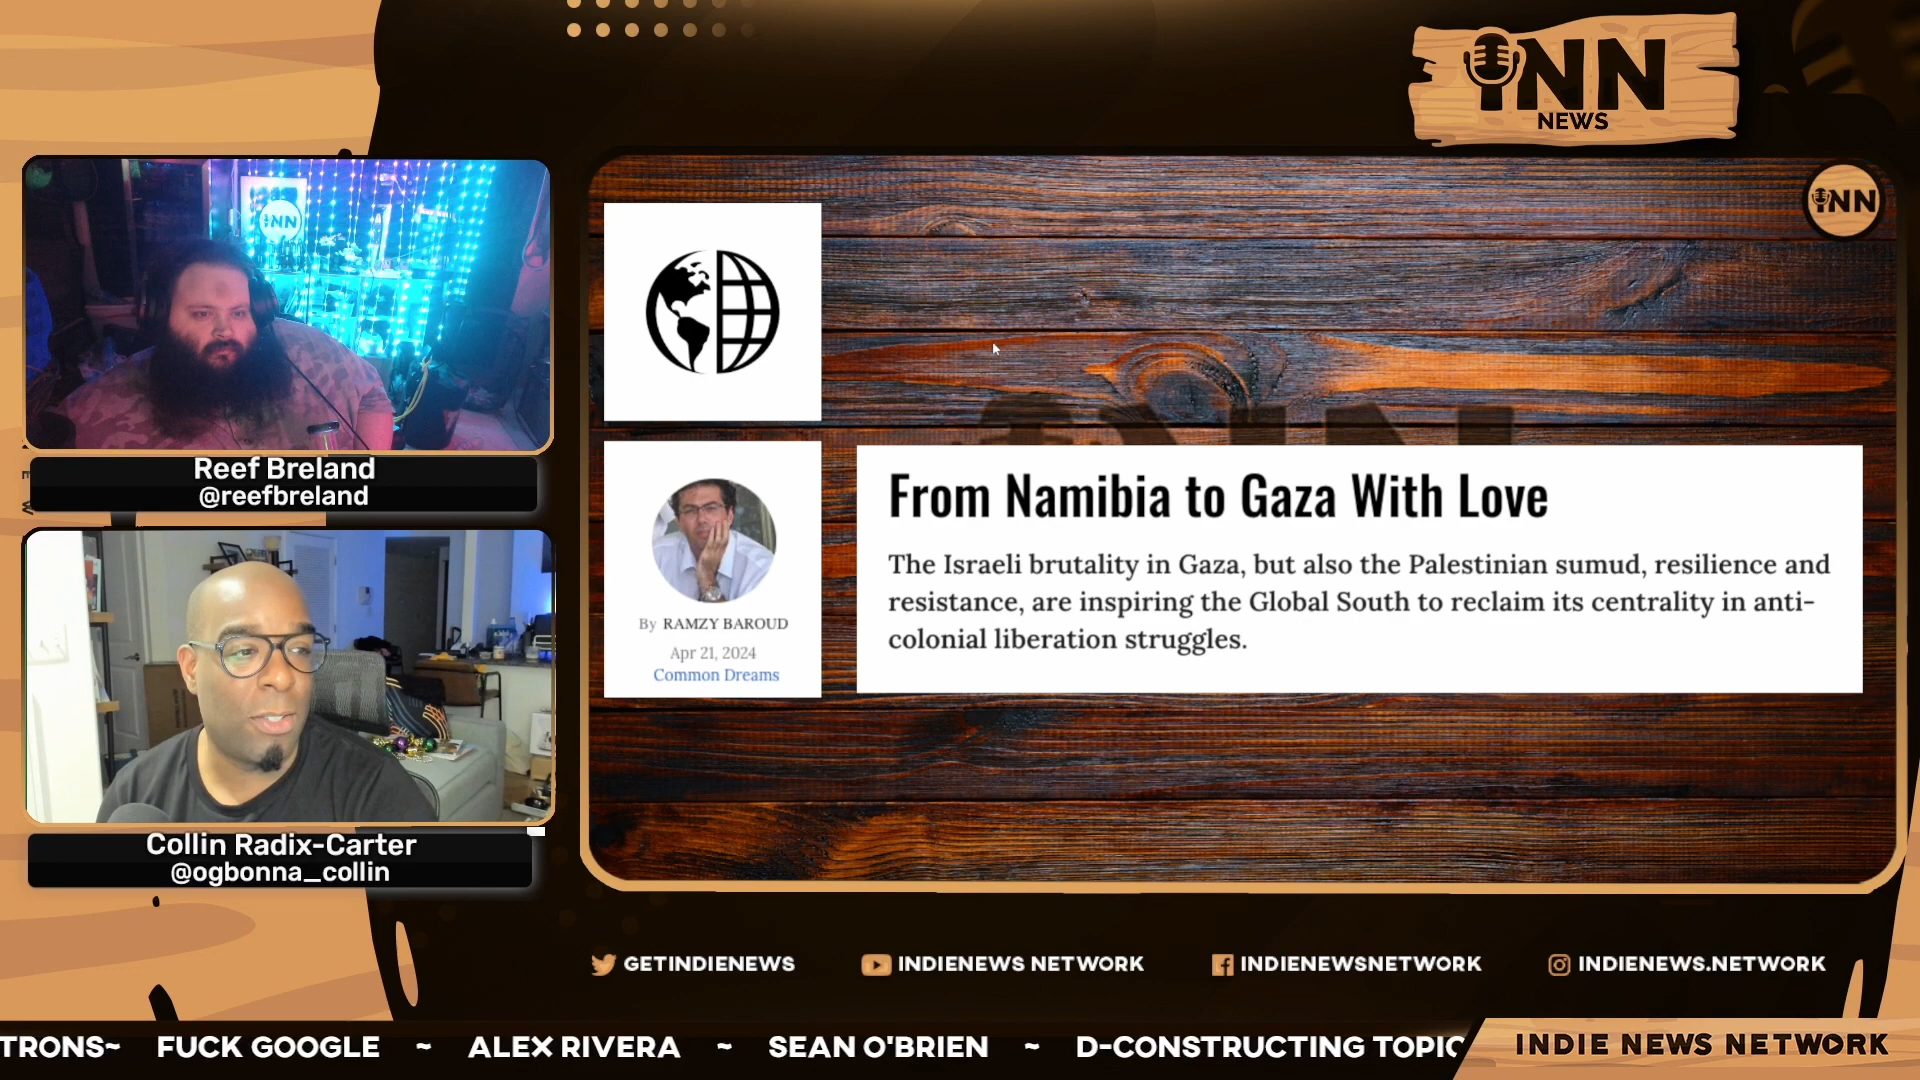 iNN
NEWS
iNN
iNN
Reef Breland
@reefbreland
Collin Radix-Carter
@ogbonna_collin
By RAMZY BAROUD
Apr 21, 2024
Common Dreams
From Namibia to Gaza With Love
The Israeli brutality in Gaza, but also the Palestinian sumud, resilience and
resistance, are inspiring the Global South to reclaim its centrality in anti-
colonial liberation struggles.
GETINDIENEWS
INDIENEWS NETWORK
INDIENEWSNETWORK
INDIENEWS.NETWORK
TRONS~ FUCK GOOGLE ~ ALEX RIVERA ~ SEAN O'BRIEN ~ D-CONSTRUCTING TOPIC
INDIE NEWS NETWORK